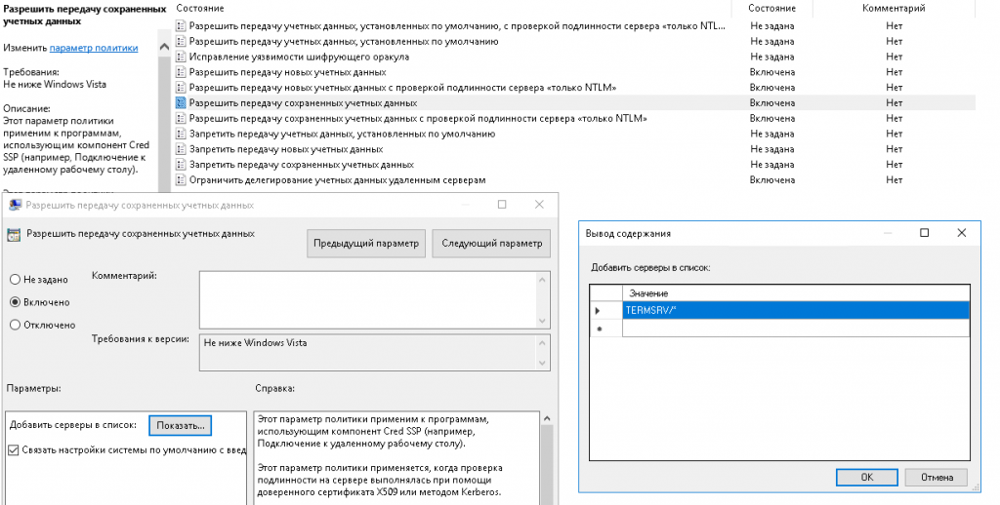 Разрешить передачу сохраненных
учетных данных
Изменить параметр политики
Требования:
Не ниже Windows Vista
Описание:
Этот параметр политики
применим к программам,
использующим компонент Cred
SSP (например, Подключение к
удаленному рабочему столу).
Состояние Состояние Комментарий
Разрешить передачу учетных данных, установленных по умолчанию, с проверкой подлинности сервера «только NTL... Не задана Нет
Разрешить передачу учетных данных, установленных по умолчанию Не задана Нет
Исправление уязвимости шифрующего оракула Не задана Нет
Разрешить передачу новых учетных данных Включена Нет
Разрешить передачу новых учетных данных с проверкой подлинности сервера «только NTLM» Включена Нет
Разрешить передачу сохраненных учетных данных Включена Нет
Разрешить передачу сохраненных учетных данных с проверкой подлинности сервера «только NTLM» Включена Нет
Запретить передачу учетных данных, установленных по умолчанию Не задана Нет
Запретить передачу новых учетных данных Не задана Нет
Запретить передачу сохраненных учетных данных Не задана Нет
Ограничить делегирование учетных данных удаленным серверам Включена Нет
Разрешить передачу сохраненных учетных данных
Разрешить передачу сохраненных учетных данных
Предыдущий параметр Следующий параметр
Не задано
Включено
Отключено
Комментарий:
Требования к версии:
Не ниже Windows Vista
Параметры:
Справка:
Добавить серверы в список: Показать...
Связать настройки системы по умолчанию с введ
Этот параметр политики применим к программам,
использующим компонент Cred SSP (например,
Подключение к удаленному рабочему столу).
Этот параметр политики применяется, когда проверка
подлинности на сервере выполнялась при помощи
доверенного сертификата X509 или методом Kerberos.
Вывод содержания
Добавить серверы в список:
Значение
TERMSRV/*
OK Отмена